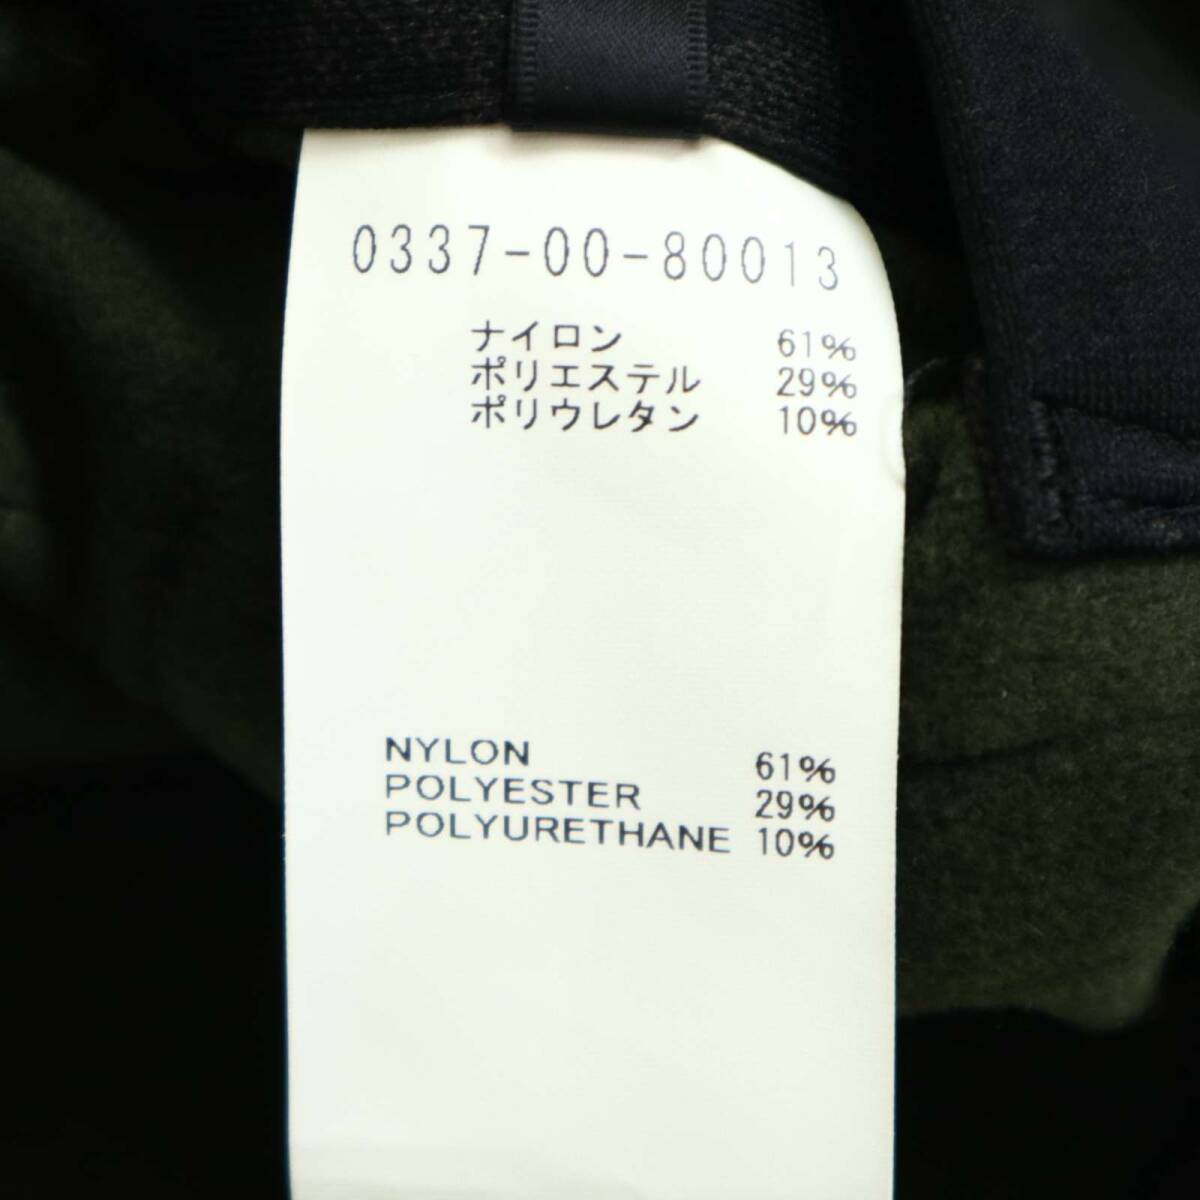 0337-00-80013
ナイロン 61%
ポリエステル 29%
ポリウレタン 10%
NYLON 61%
POLYESTER 29%
POLYURETHANE 10%